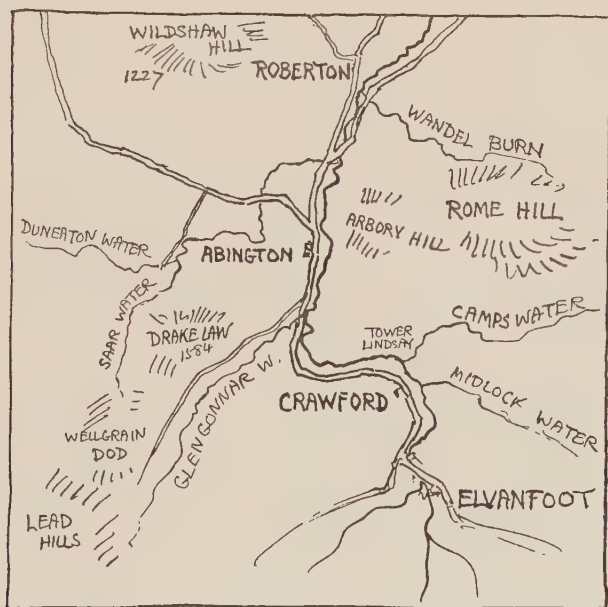 WILDSHAW
HILL
1227
ROBERTON
WANDEL BURN
ROME HILL
ARBORY HILL
DUNEATON WATER
ABINGTON
SAAR WATER
DRAKE LAW
1584
TOWER
LINDSAY
CAMPS WATER
MIDLOCK WATER
CRAWFORD
GLENGONNAR W.
WELLGRAIN
DOD
ELVANFOOT
LEAD
HILLS